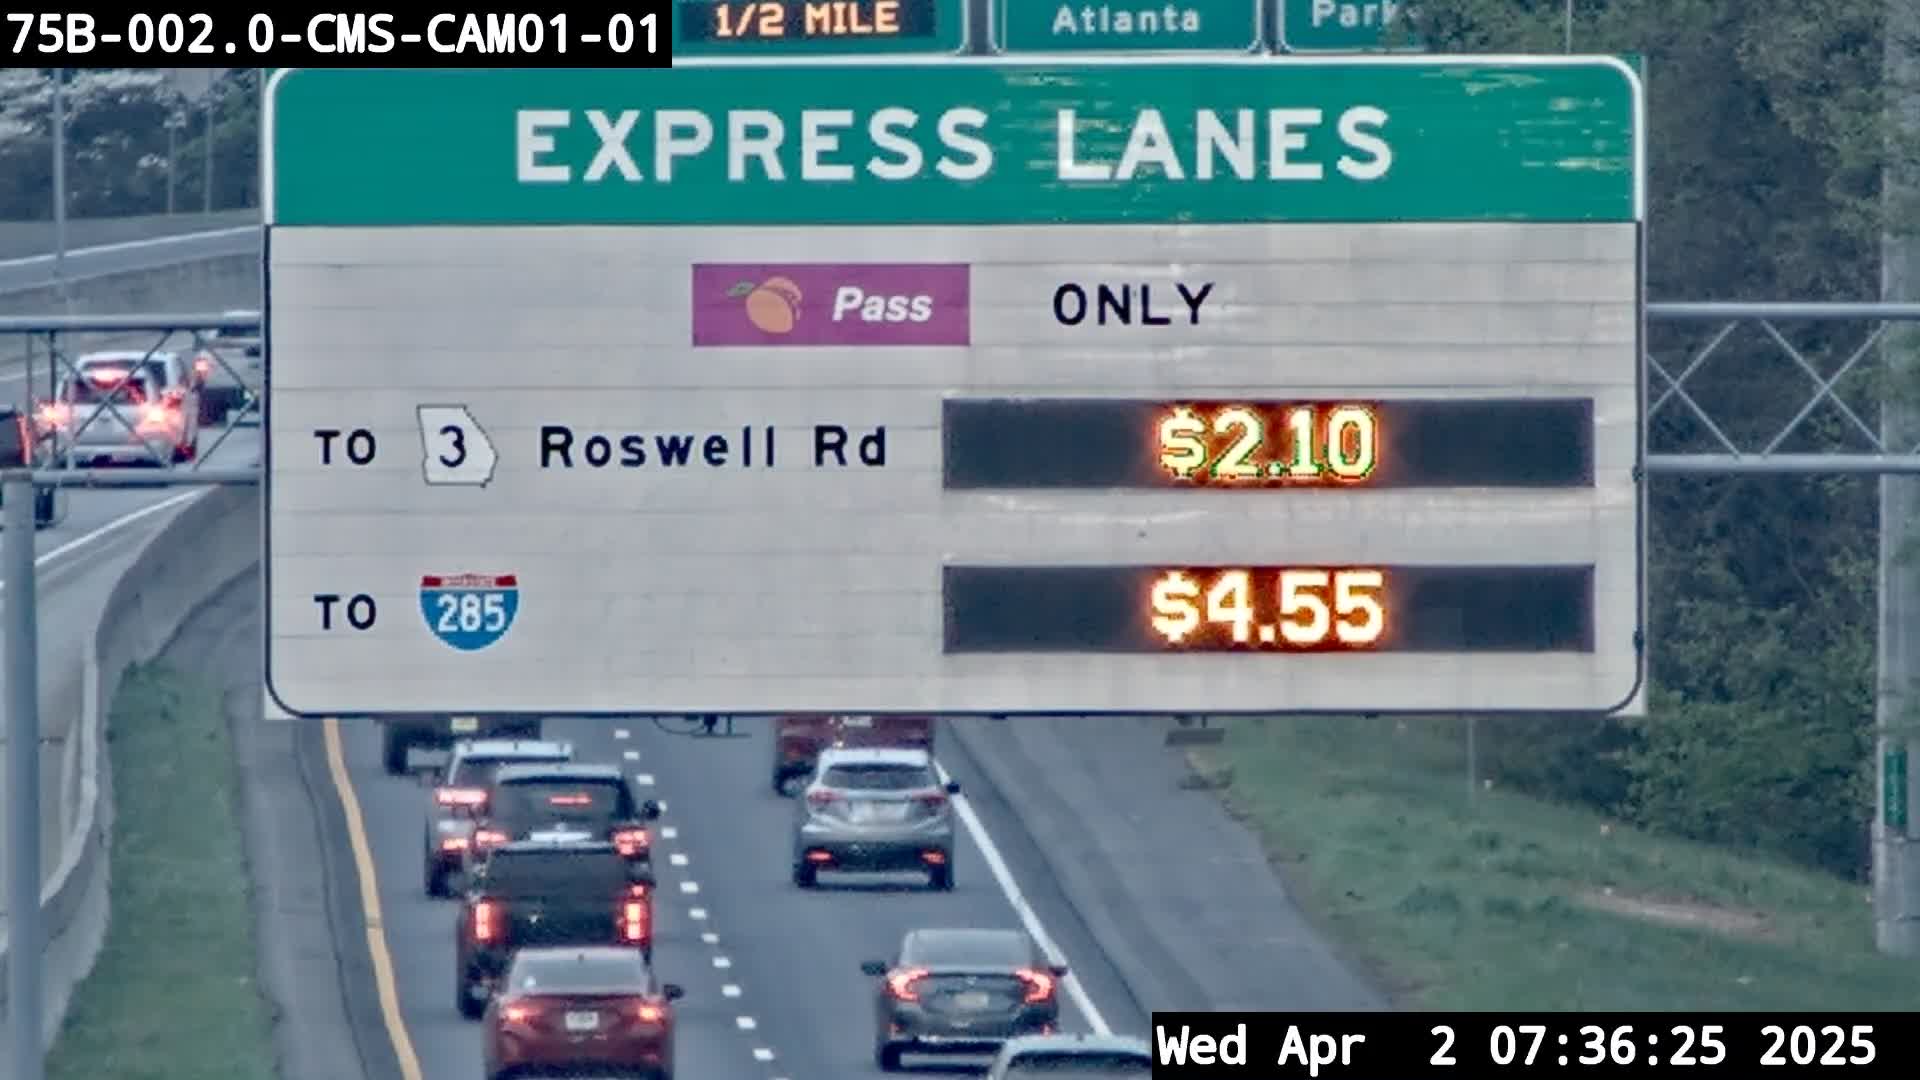 75B-002.0-CMS-CAM01-01
1/2 MILE
Atlanta
EXPRESS LANES
Pass ONLY
TO 3 Roswell Rd $2.10
TO 285 $4.55
Wed Apr 2 07:36:25 2025